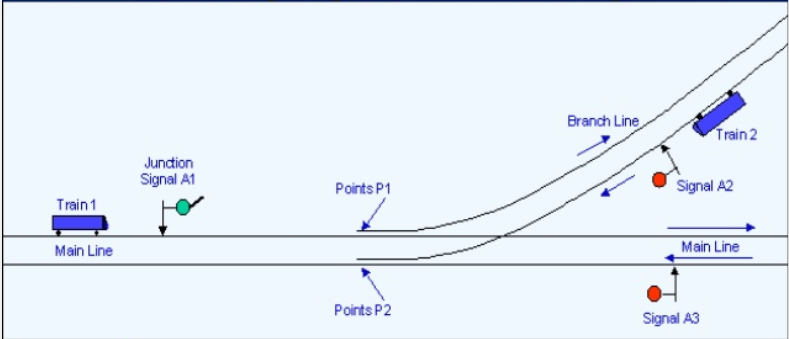 Branch Line
Train 2
Junction
Signal A1
Points P1
Signal A2
Train 1
Main Line
Main Line
Points P2
Signal A3